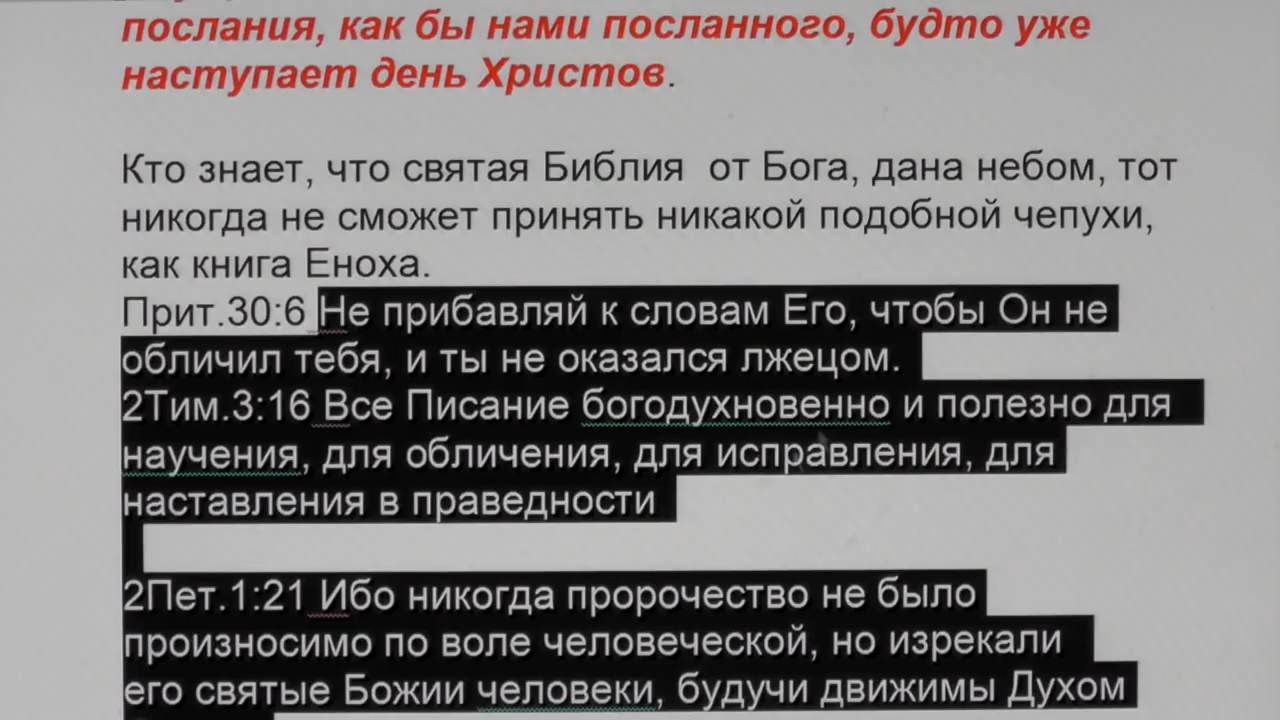 послания, как бы нами посланного, будто уже
наступает день Христов.
Кто знает, что святая Библия от Бога, дана небом, тот
никогда не сможет принять никакой подобной чепухи,
как книга Еноха.
Прит.30:6 Не прибавляй к словам Его, чтобы Он не
обличил тебя, и ты не оказался лжецом.
2Тим.3:16 Все Писание богодухновенно и полезно для
научения, для обличения, для исправления, для
наставления в праведности
2Пет.1:21 Ибо никогда пророчество не было
произносимо по воле человеческой, но изрекали
его святые Божии человеки, будучи движимы Духом